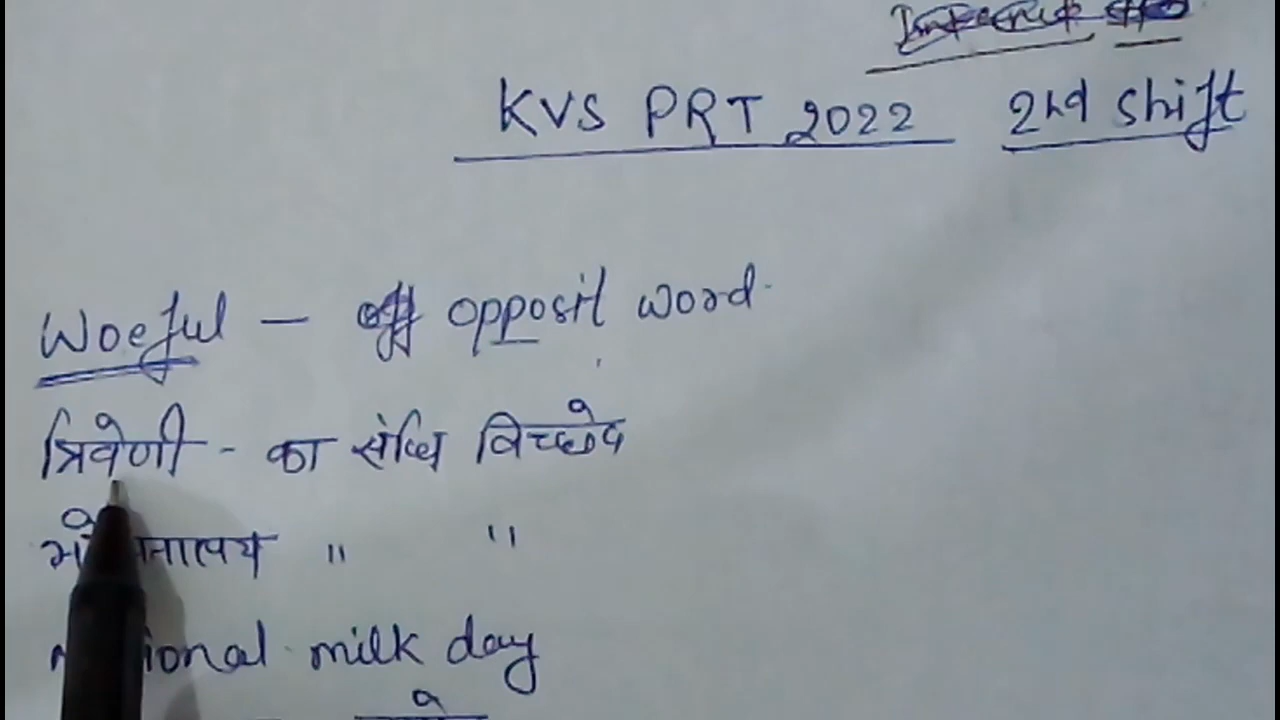 KVS PRT 2022 2nd shift
Woeful - opposit word.
त्रिवेणी - का संधि विच्छेद
" "
milk day